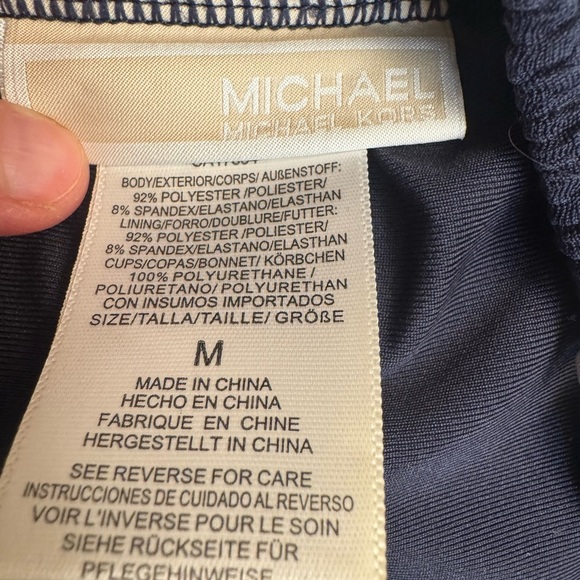 MICHAEL
MICHAEL KORS
BODY/EXTERIOR/CORPS/ AUßENSTOFF:
92% POLYESTER /POLIESTER/
8% SPANDEX/ELASTANO/ELASTHAN
LINING/FORRO/DOUBLURE/FUTTER:
92% POLYESTER /POLIESTER/
8% SPANDEX/ELASTANO/ELASTHAN
CUPS/COPAS/BONNET/ KÖRBCHEN
100% POLYURETHANE /
POLIURETANO/ POLYURETHAN
CON INSUMOS IMPORTADOS
SIZE/TALLA/TAILLE/ GRÖßE
M
MADE IN CHINA
HECHO EN CHINA
FABRIQUE EN CHINE
HERGESTELLT IN CHINA
SEE REVERSE FOR CARE
INSTRUCCIONES DE CUIDADO AL REVERSO
VOIR L'INVERSE POUR LE SOIN
SIEHE RÜCKSEITE FÜR
PFLEGEHINWEISE